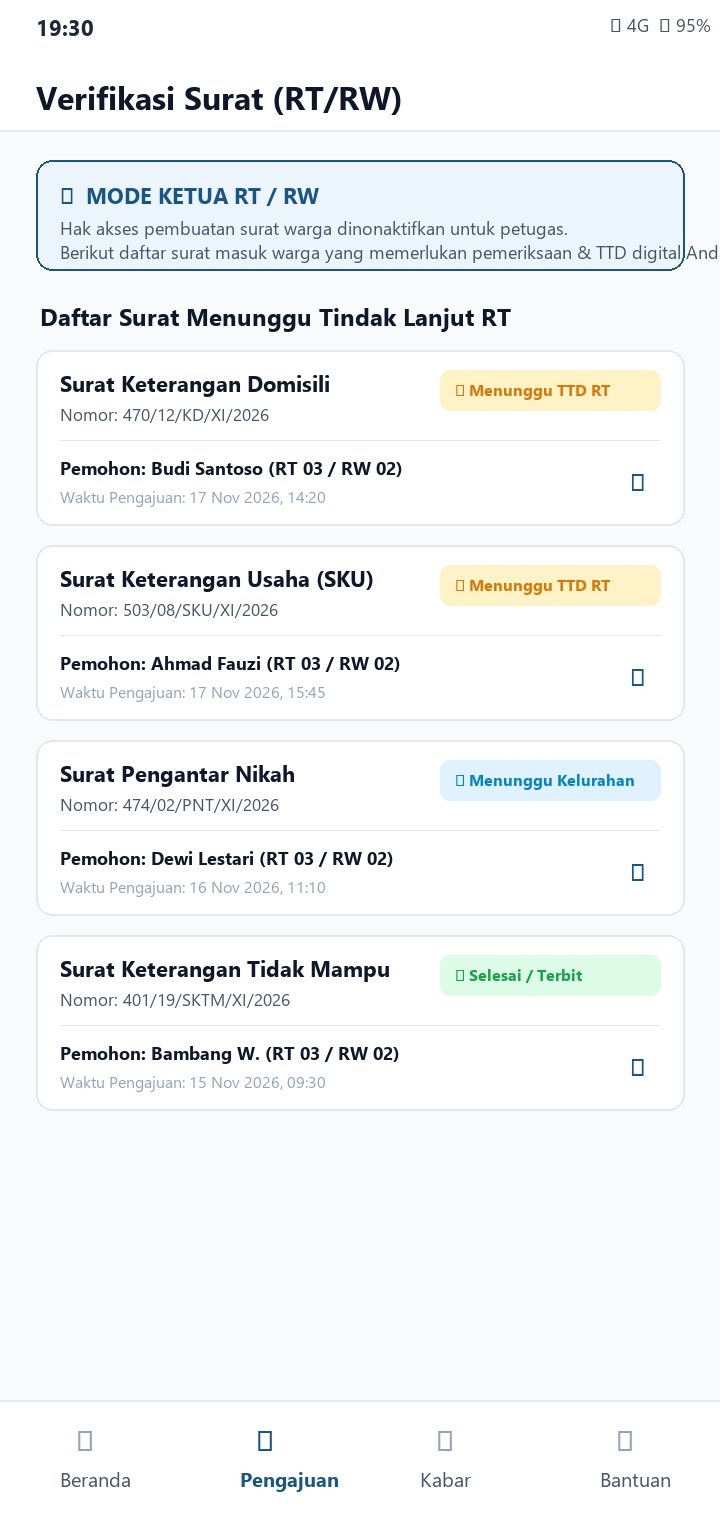 19:30
4G 95%
Verifikasi Surat (RT/RW)
MODE KETUA RT / RW
Hak akses pembuatan surat warga dinonaktifkan untuk petugas.
Berikut daftar surat masuk warga yang memerlukan pemeriksaan & TTD digital
Daftar Surat Menunggu Tindak Lanjut RT
Surat Keterangan Domisili
Menunggu TTD RT
Nomor: 470/12/KD/XI/2026
Pemohon: Budi Santoso (RT 03 / RW 02)
Waktu Pengajuan: 17 Nov 2026, 14:20
Surat Keterangan Usaha (SKU)
Menunggu TTD RT
Nomor: 503/08/SKU/XI/2026
Pemohon: Ahmad Fauzi (RT 03 / RW 02)
Waktu Pengajuan: 17 Nov 2026, 15:45
Surat Pengantar Nikah
Menunggu Kelurahan
Nomor: 474/02/PNT/XI/2026
Pemohon: Dewi Lestari (RT 03 / RW 02)
Waktu Pengajuan: 16 Nov 2026, 11:10
Surat Keterangan Tidak Mampu
Selesai / Terbit
Nomor: 401/19/SKTM/XI/2026
Pemohon: Bambang W. (RT 03 / RW 02)
Waktu Pengajuan: 15 Nov 2026, 09:30
Beranda
Pengajuan
Kabar
Bantuan